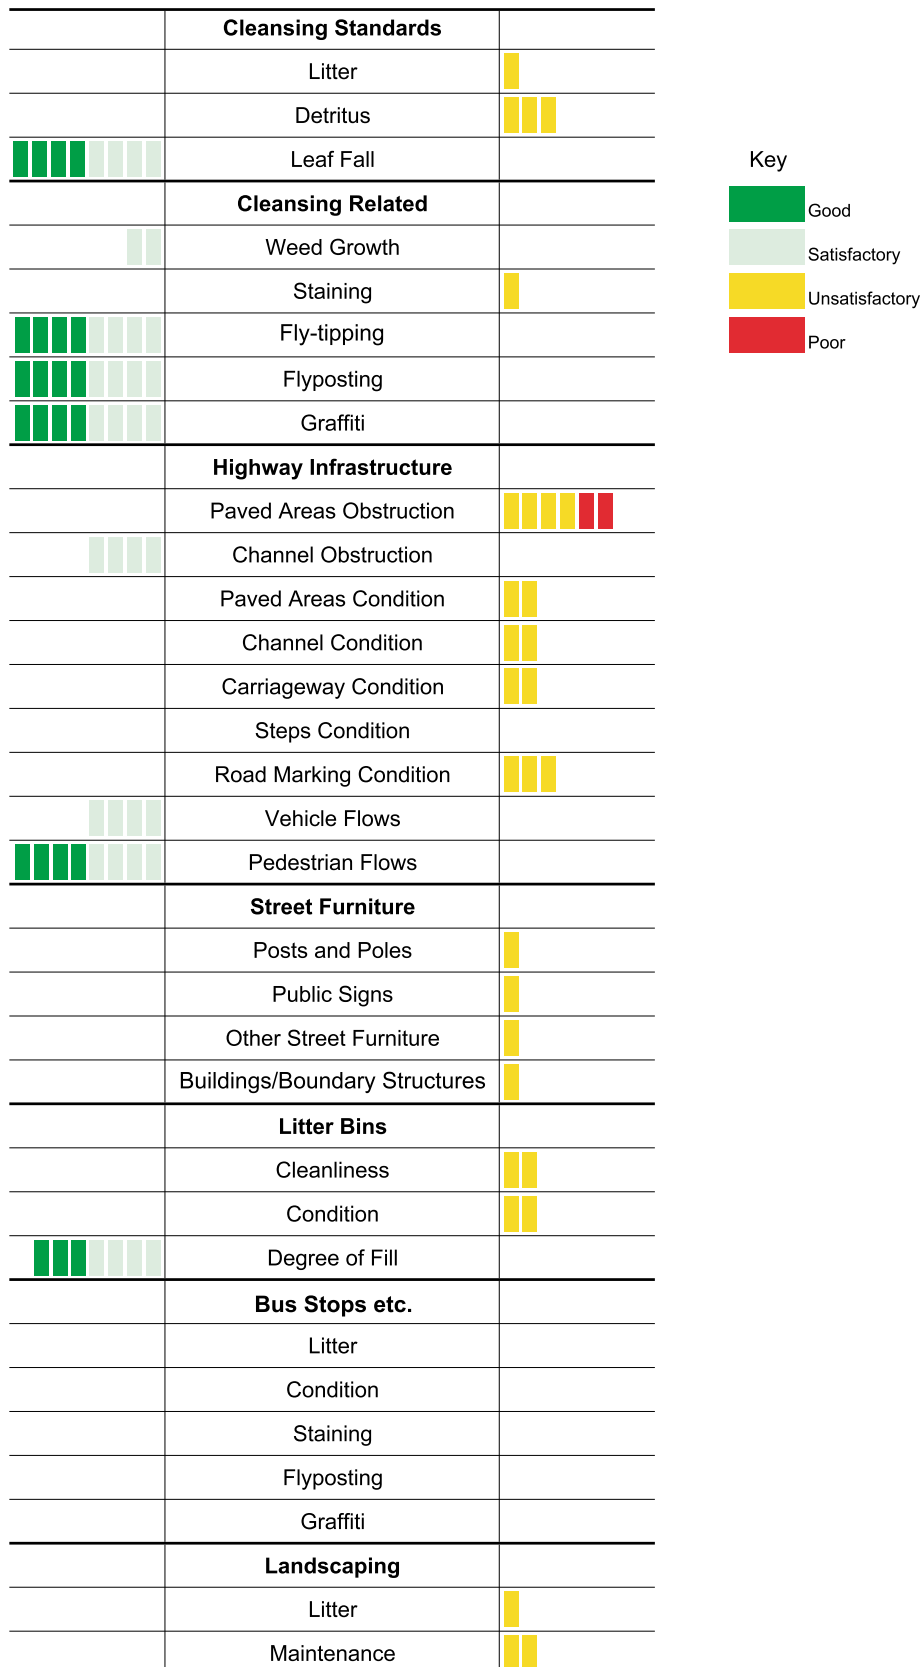 Cleansing Standards
Litter
Detritus
Leaf Fall
Cleansing Related
Weed Growth
Staining
Fly-tipping
Flyposting
Graffiti
Highway Infrastructure
Paved Areas Obstruction
Channel Obstruction
Paved Areas Condition
Channel Condition
Carriageway Condition
Steps Condition
Road Marking Condition
Vehicle Flows
Pedestrian Flows
Street Furniture
Posts and Poles
Public Signs
Other Street Furniture
Buildings/Boundary Structures
Litter Bins
Cleanliness
Condition
Degree of Fill
Bus Stops etc.
Litter
Condition
Staining
Flyposting
Graffiti
Landscaping
Litter
Maintenance
Key
Good
Satisfactory
Unsatisfactory
Poor